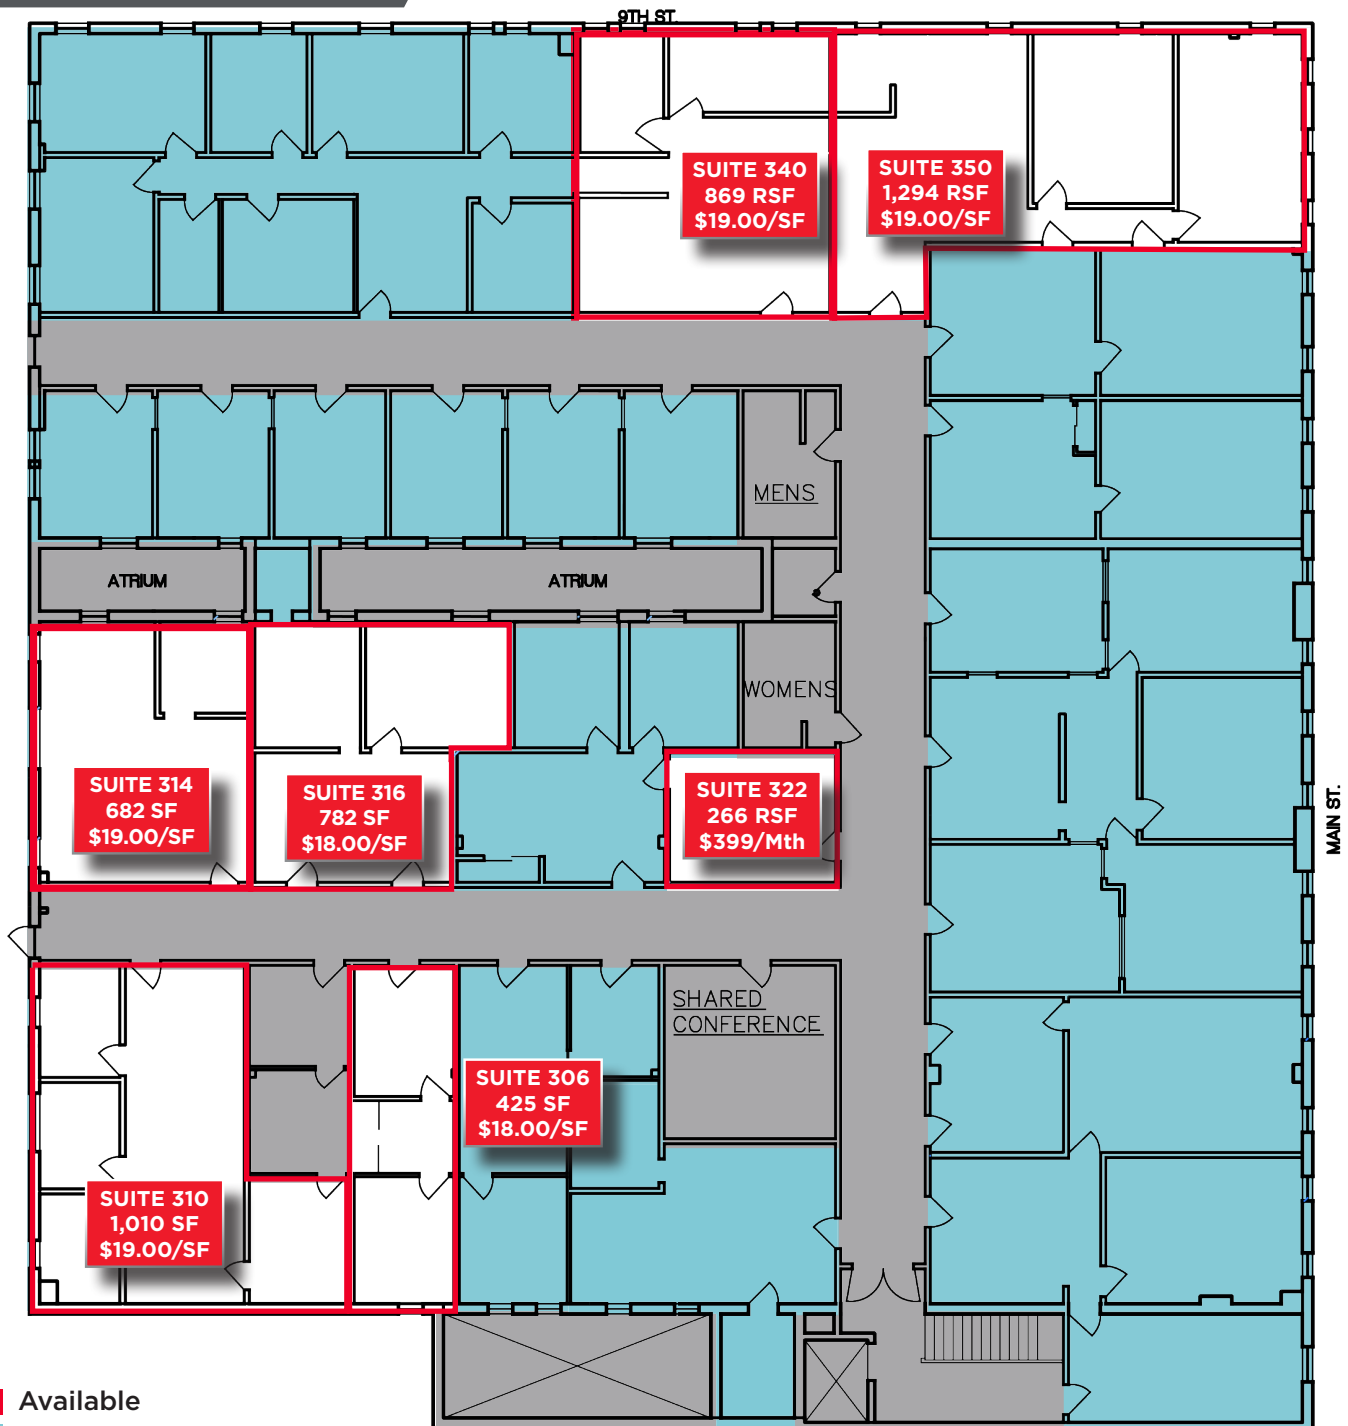 9TH ST.
SUITE 340
869 RSF
$19.00/SF
SUITE 350
1,294 RSF
$19.00/SF
MENS
ATRIUM
ATRIUM
WOMENS
SUITE 314
682 SF
$19.00/SF
SUITE 316
782 SF
$18.00/SF
SUITE 322
266 RSF
$399/Mth
MAIN ST.
SHARED
CONFERENCE
SUITE 306
425 SF
$18.00/SF
SUITE 310
1,010 SF
$19.00/SF
Available